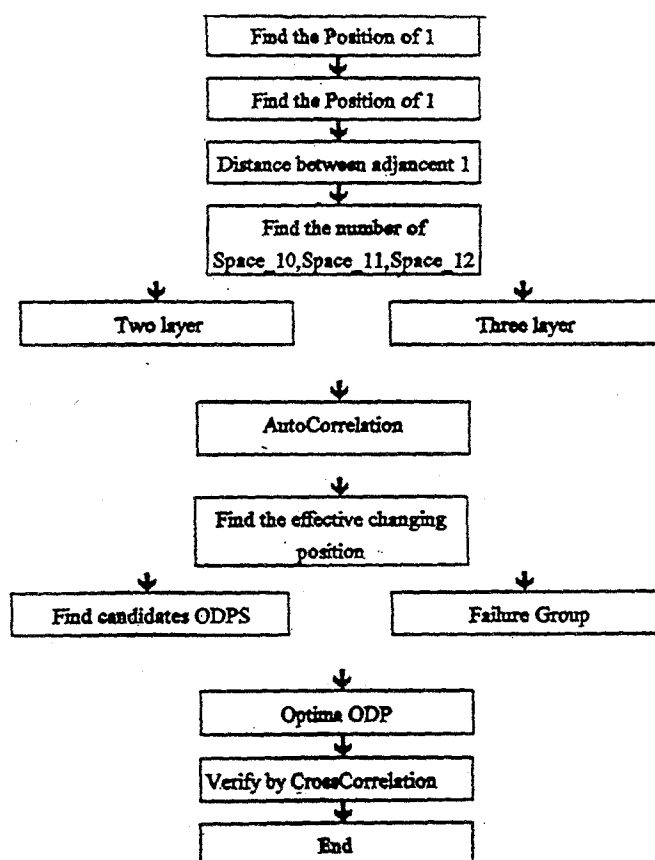 Find the Position of 1
Find the Position of 1
Distance between adjancent 1
Find the number of
Space_10,Space_11,Space_12
Two layer
Three layer
AutoCorrelation
Find the effective changing
position
Find candidates ODPS
Failure Group
Optima ODP
Verify by CrossCorrelation
End